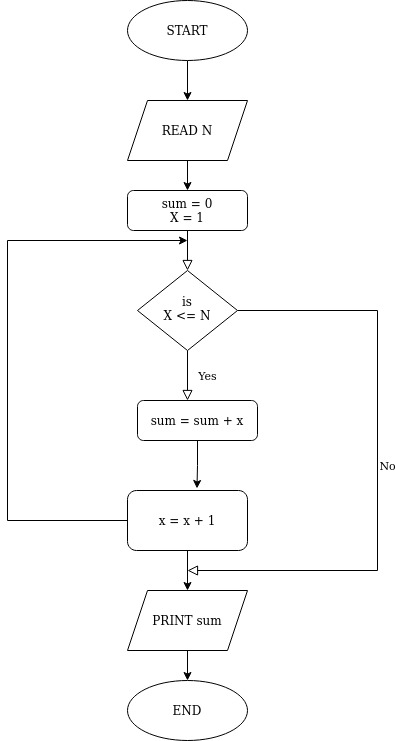 START
READ N
sum = 0
X = 1
is
X <= N
Yes
sum = sum + x
No
x = x + 1
PRINT sum
END